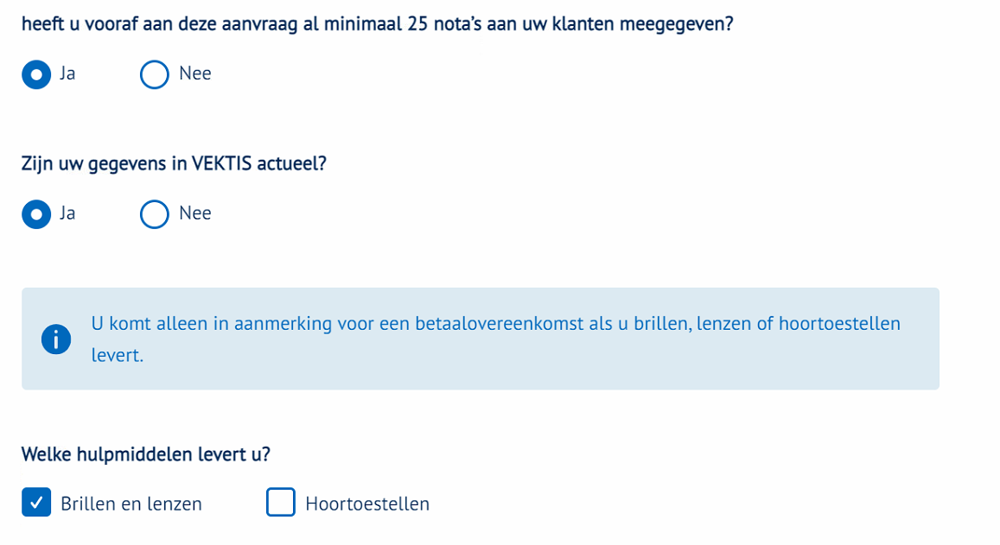 heeft u vooraf aan deze aanvraag al minimaal 25 nota's aan uw klanten meegegeven?
Ja Nee
Zijn uw gegevens in VEKTIS actueel?
Ja Nee
U komt alleen in aanmerking voor een betaalovereenkomst als u brillen, lenzen of hoortoestellen
levert.
Welke hulpmiddelen levert u?
Brillen en lenzen Hoortoestellen